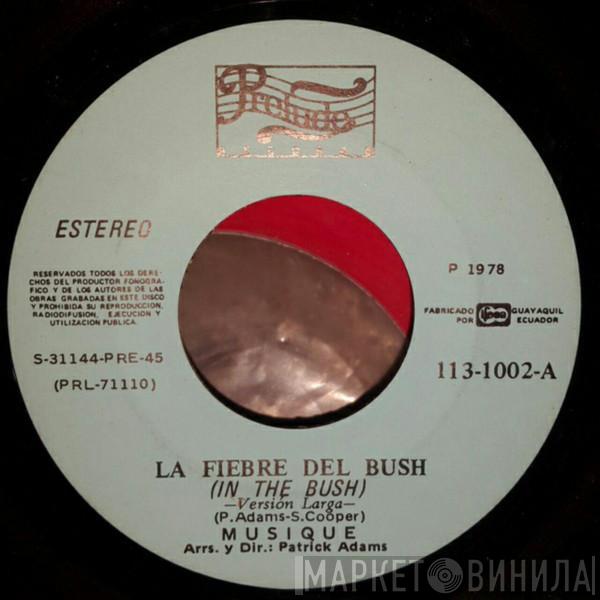 Prelude
ESTEREO
RESERVADOS TODOS LOS DERE-
CHOS DEL PRODUCTOR FONOGRA-
FICO Y DE LOS AUTORES DE LAS
OBRAS GRABADAS EN ESTE DISCO
Y PROHIBIDA SU REPRODUCCION,
RADIODIFUSION, EJECUCION Y
UTILIZACION PUBLICA.
P 1978
FABRICADO POR ifesa GUAYAQUIL ECUADOR
S-31144-PRE-45
(PRL-71110)
113-1002-A
LA FIEBRE DEL BUSH
(IN THE BUSH)
—Versión Larga—
(P. Adams-S.Cooper)
MUSIQUE
Arrs. y Dir.: Patrick Adams
МАРКЕТ ВИНИЛА